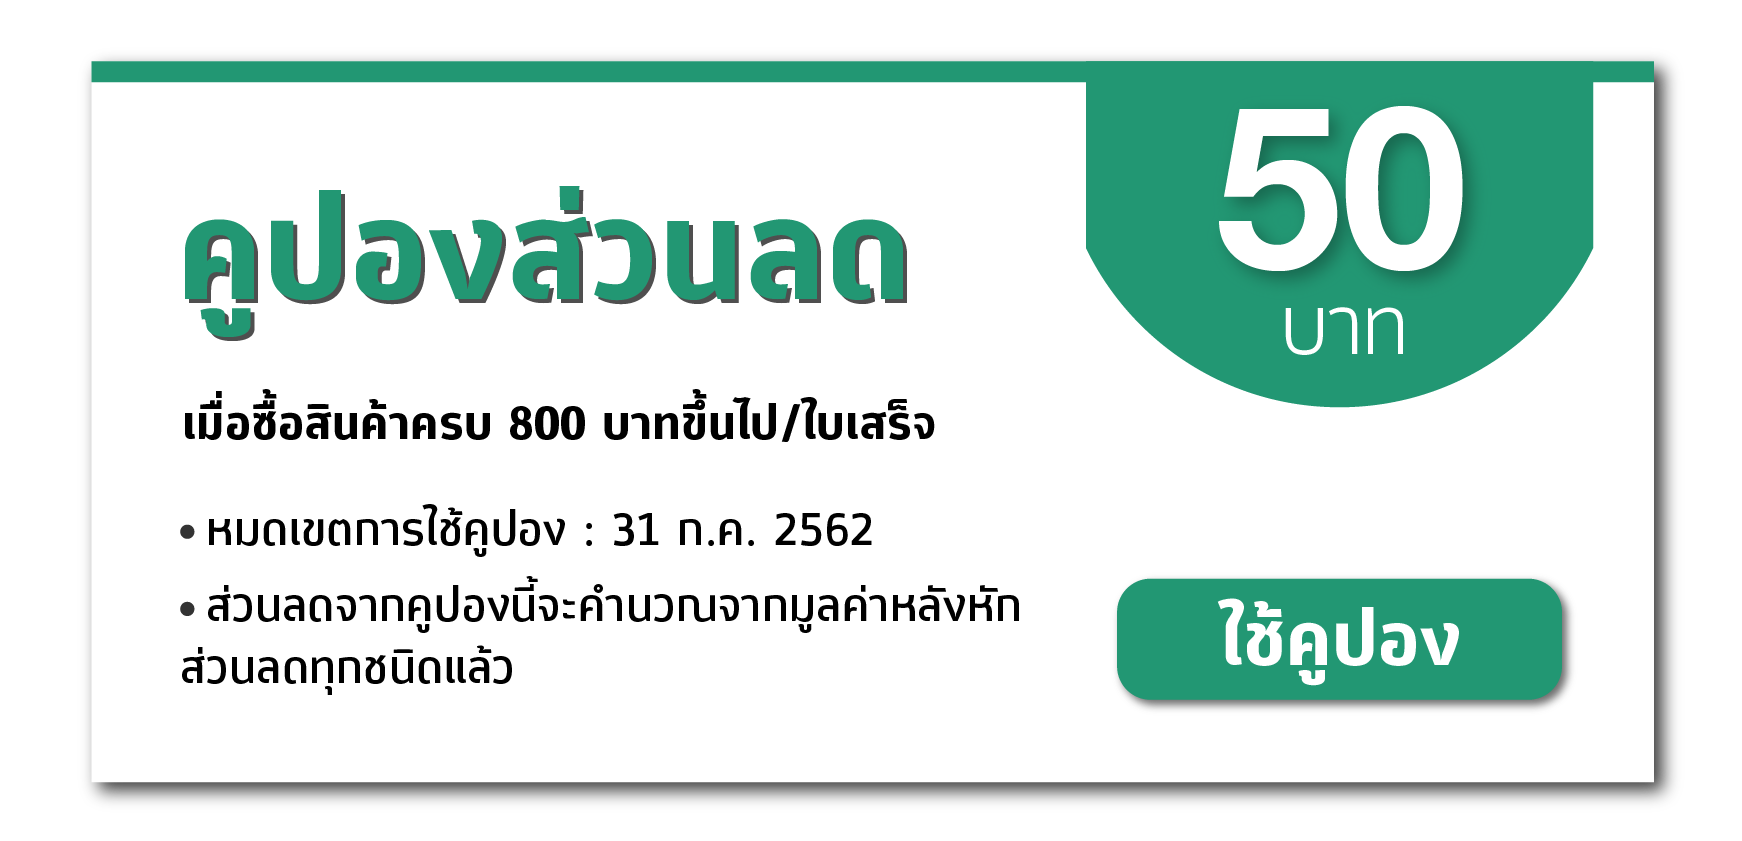 50
บาท
คูปองส่วนลด
เมื่อซื้อสินค้าครบ 800 บาทขึ้นไป/ใบเสร็จ
• หมดเขตการใช้คูปอง : 31 ก.ค. 2562
• ส่วนลดจากคูปองนี้จะคำนวณจากมูลค่าหลังหัก
ส่วนลดทุกชนิดแล้ว
ใช้คูปอง